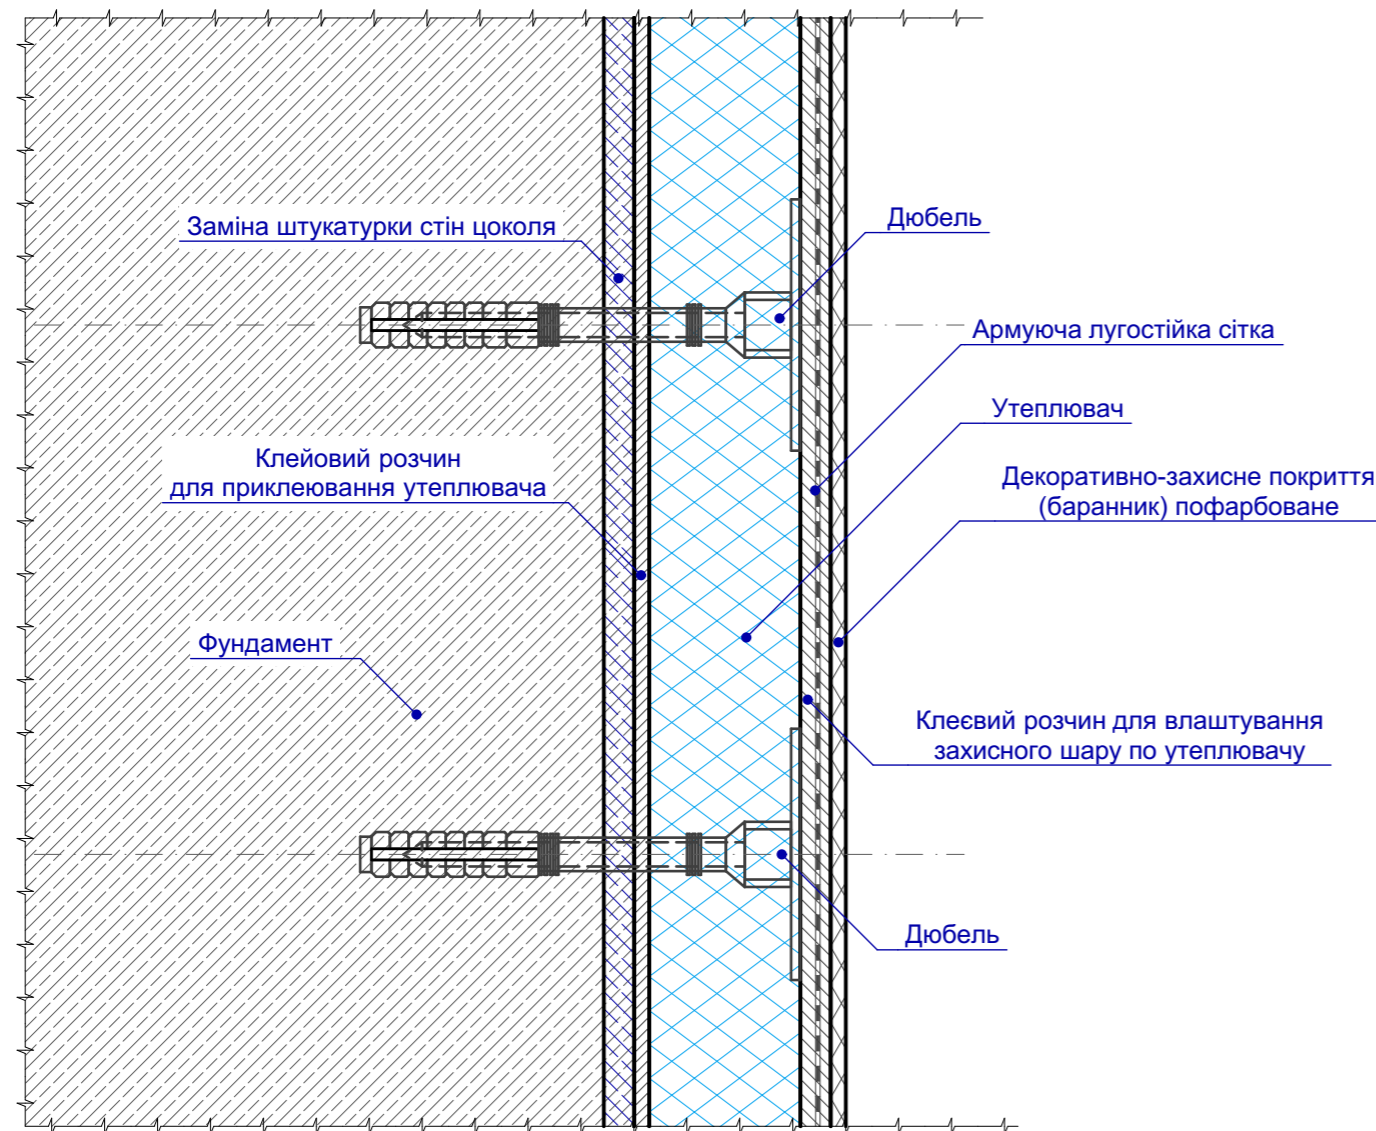 Заміна штукатурки стін цоколя
Дюбель
Армуюча лугостійка сітка
Утеплювач
Клейовий розчин
для приклеювання утеплювача
Декоративно-захисне покриття
(баранник) пофарбоване
Фундамент
Клеєвий розчин для влаштування
захисного шару по утеплювачу
Дюбель